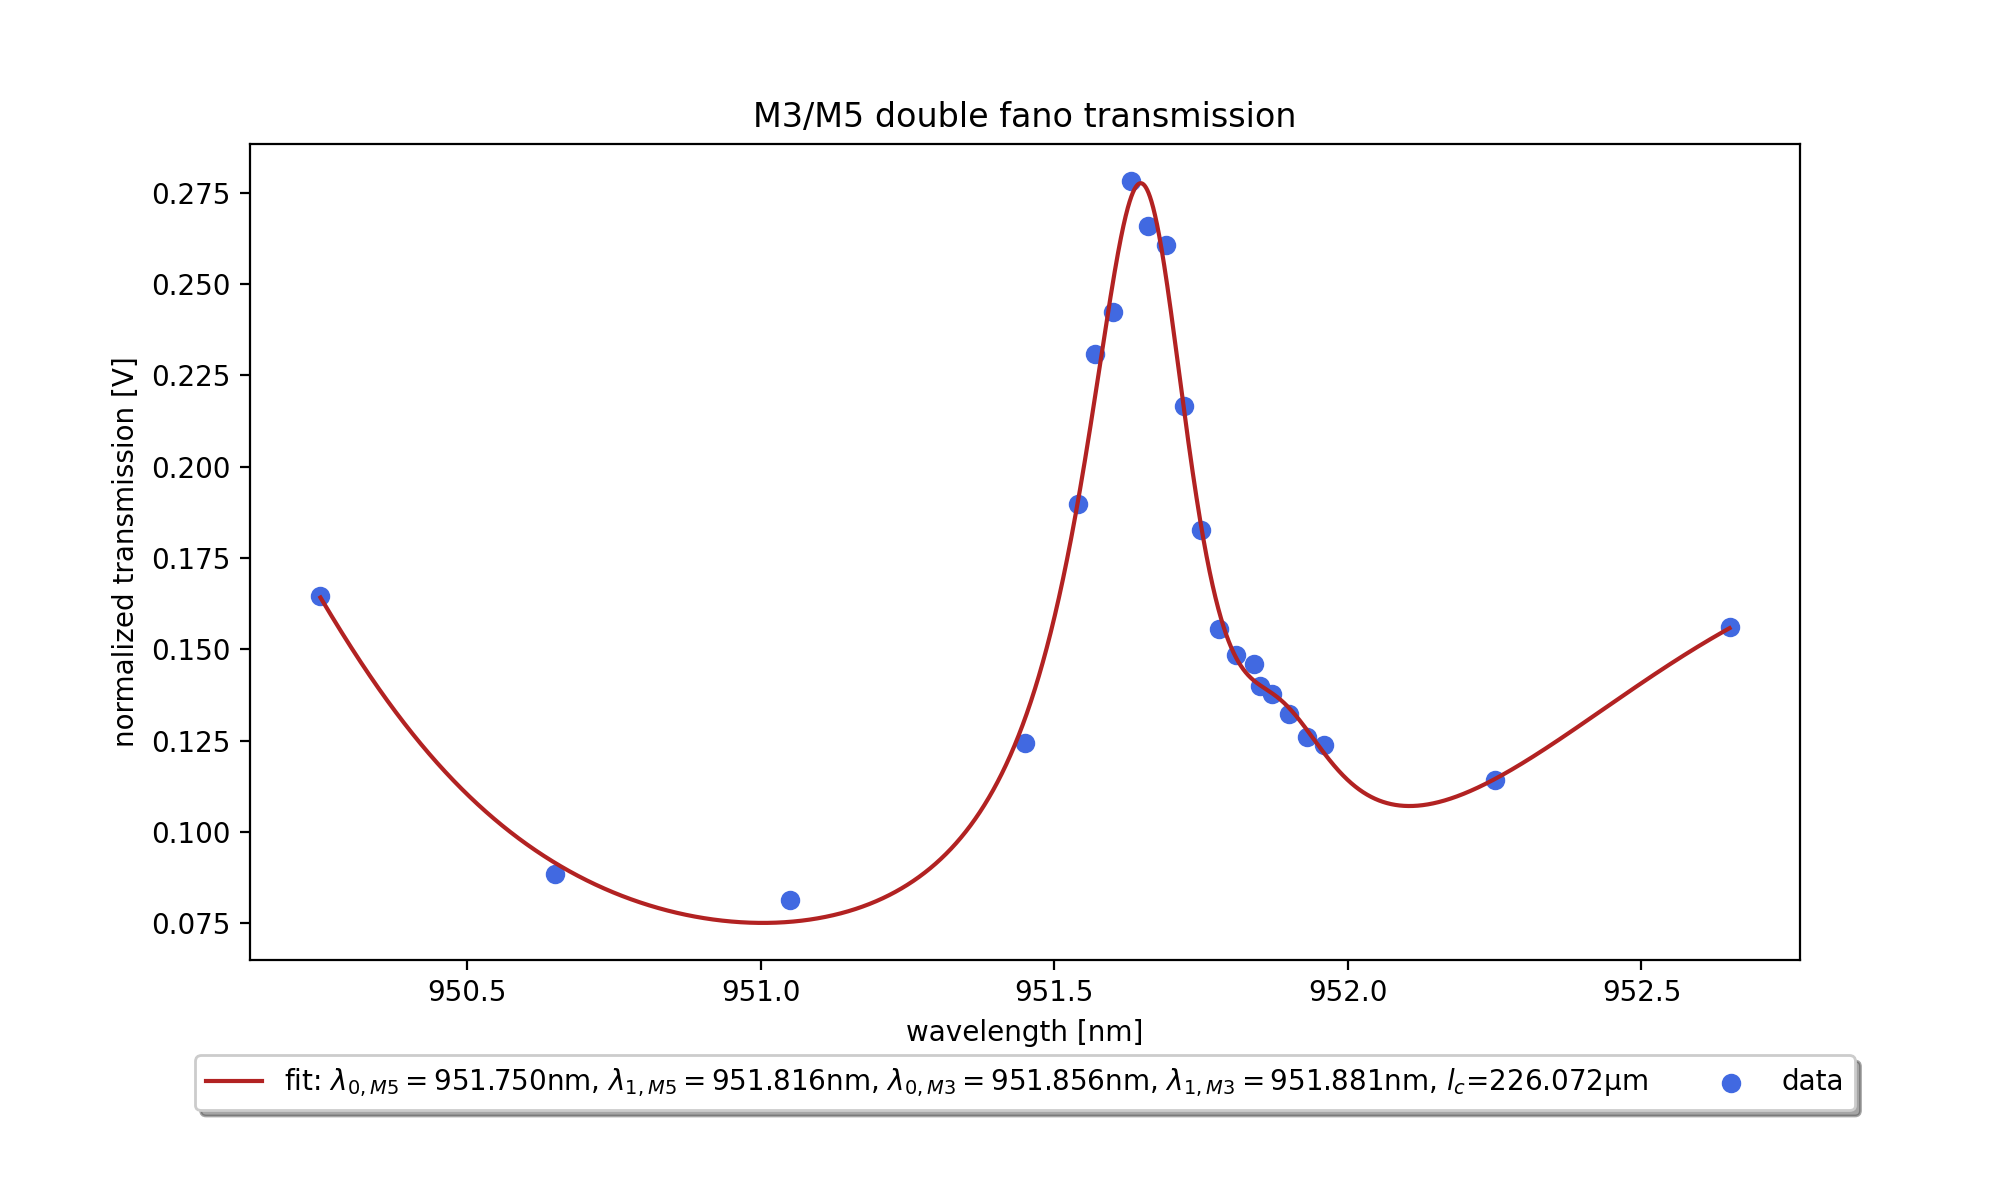 M3/M5 double fano transmission
normalized transmission [V]
0.275
0.250
0.225
0.200
0.175
0.150
0.125
0.100
0.075
950.5 951.0 951.5 952.0 952.5
wavelength [nm]
fit: λ₀,M5 = 951.750nm, λ₁,M5 = 951.816nm, λ₀,M3 = 951.856nm, λ₁,M3 = 951.881nm, l_c=226.072μm data